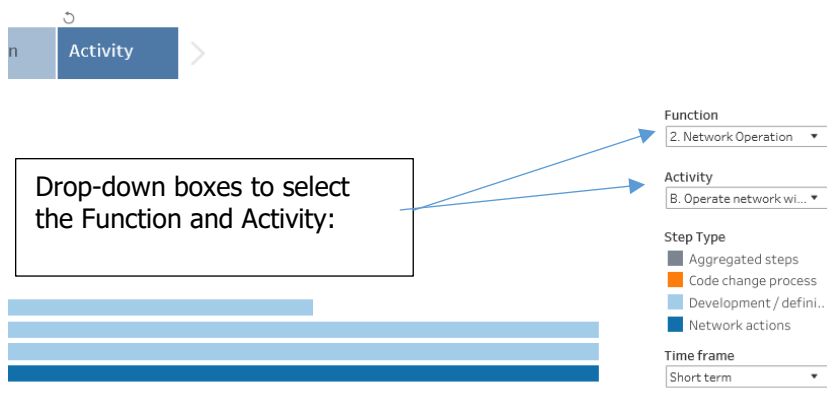 n
Activity
Function
2. Network Operation
Drop-down boxes to select
the Function and Activity:
Activity
B. Operate network wi...
Step Type
Aggregated steps
Code change process
Development / defini..
Network actions
Time frame
Short term